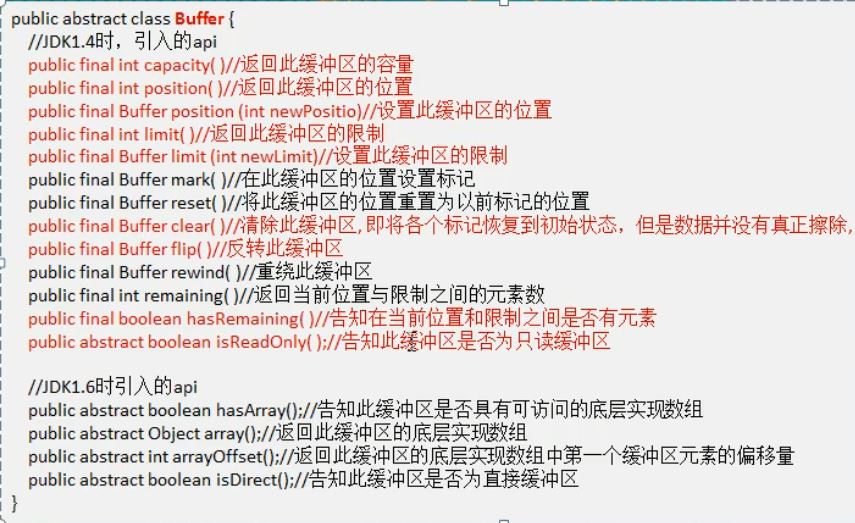 public abstract class Buffer {
//JDK1.4时，引入的api
public final int capacity( )//返回此缓冲区的容量
public final int position( )//返回此缓冲区的位置
public final Buffer position (int newPositio)//设置此缓冲区的位置
public final int limit( )//返回此缓冲区的限制
public final Buffer limit (int newLimit)//设置此缓冲区的限制
public final Buffer mark( )//在此缓冲区的位置设置标记
public final Buffer reset( )//将此缓冲区的位置重置为以前标记的位置
public final Buffer clear( )//清除此缓冲区,即将各个标记恢复到初始状态，但是数据并没有真正擦除,
public final Buffer flip( )//反转此缓冲区
public final Buffer rewind( )//重绕此缓冲区
public final int remaining( )//返回当前位置与限制之间的元素数
public final boolean hasRemaining( )//告知在当前位置和限制之间是否有元素
public abstract boolean isReadOnly( );//告知此缓冲区是否为只读缓冲区
//JDK1.6时引入的api
public abstract boolean hasArray();//告知此缓冲区是否具有可访问的底层实现数组
public abstract Object array();//返回此缓冲区的底层实现数组
public abstract int arrayOffset();//返回此缓冲区的底层实现数组中第一个缓冲区元素的偏移量
public abstract boolean isDirect();//告知此缓冲区是否为直接缓冲区
}